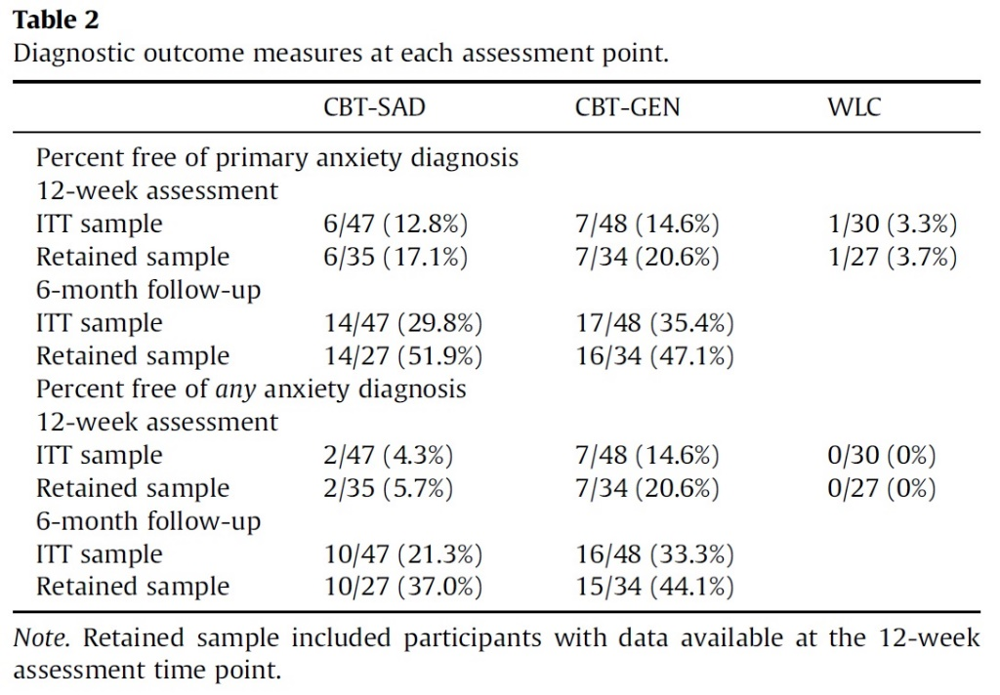 Table 2
Diagnostic outcome measures at each assessment point.
CBT-SAD CBT-GEN WLC
Percent free of primary anxiety diagnosis
12-week assessment
ITT sample 6/47 (12.8%) 7/48 (14.6%) 1/30 (3.3%)
Retained sample 6/35 (17.1%) 7/34 (20.6%) 1/27 (3.7%)
6-month follow-up
ITT sample 14/47 (29.8%) 17/48 (35.4%)
Retained sample 14/27 (51.9%) 16/34 (47.1%)
Percent free of any anxiety diagnosis
12-week assessment
ITT sample 2/47 (4.3%) 7/48 (14.6%) 0/30 (0%)
Retained sample 2/35 (5.7%) 7/34 (20.6%) 0/27 (0%)
6-month follow-up
ITT sample 10/47 (21.3%) 16/48 (33.3%)
Retained sample 10/27 (37.0%) 15/34 (44.1%)
Note. Retained sample included participants with data available at the 12-week
assessment time point.